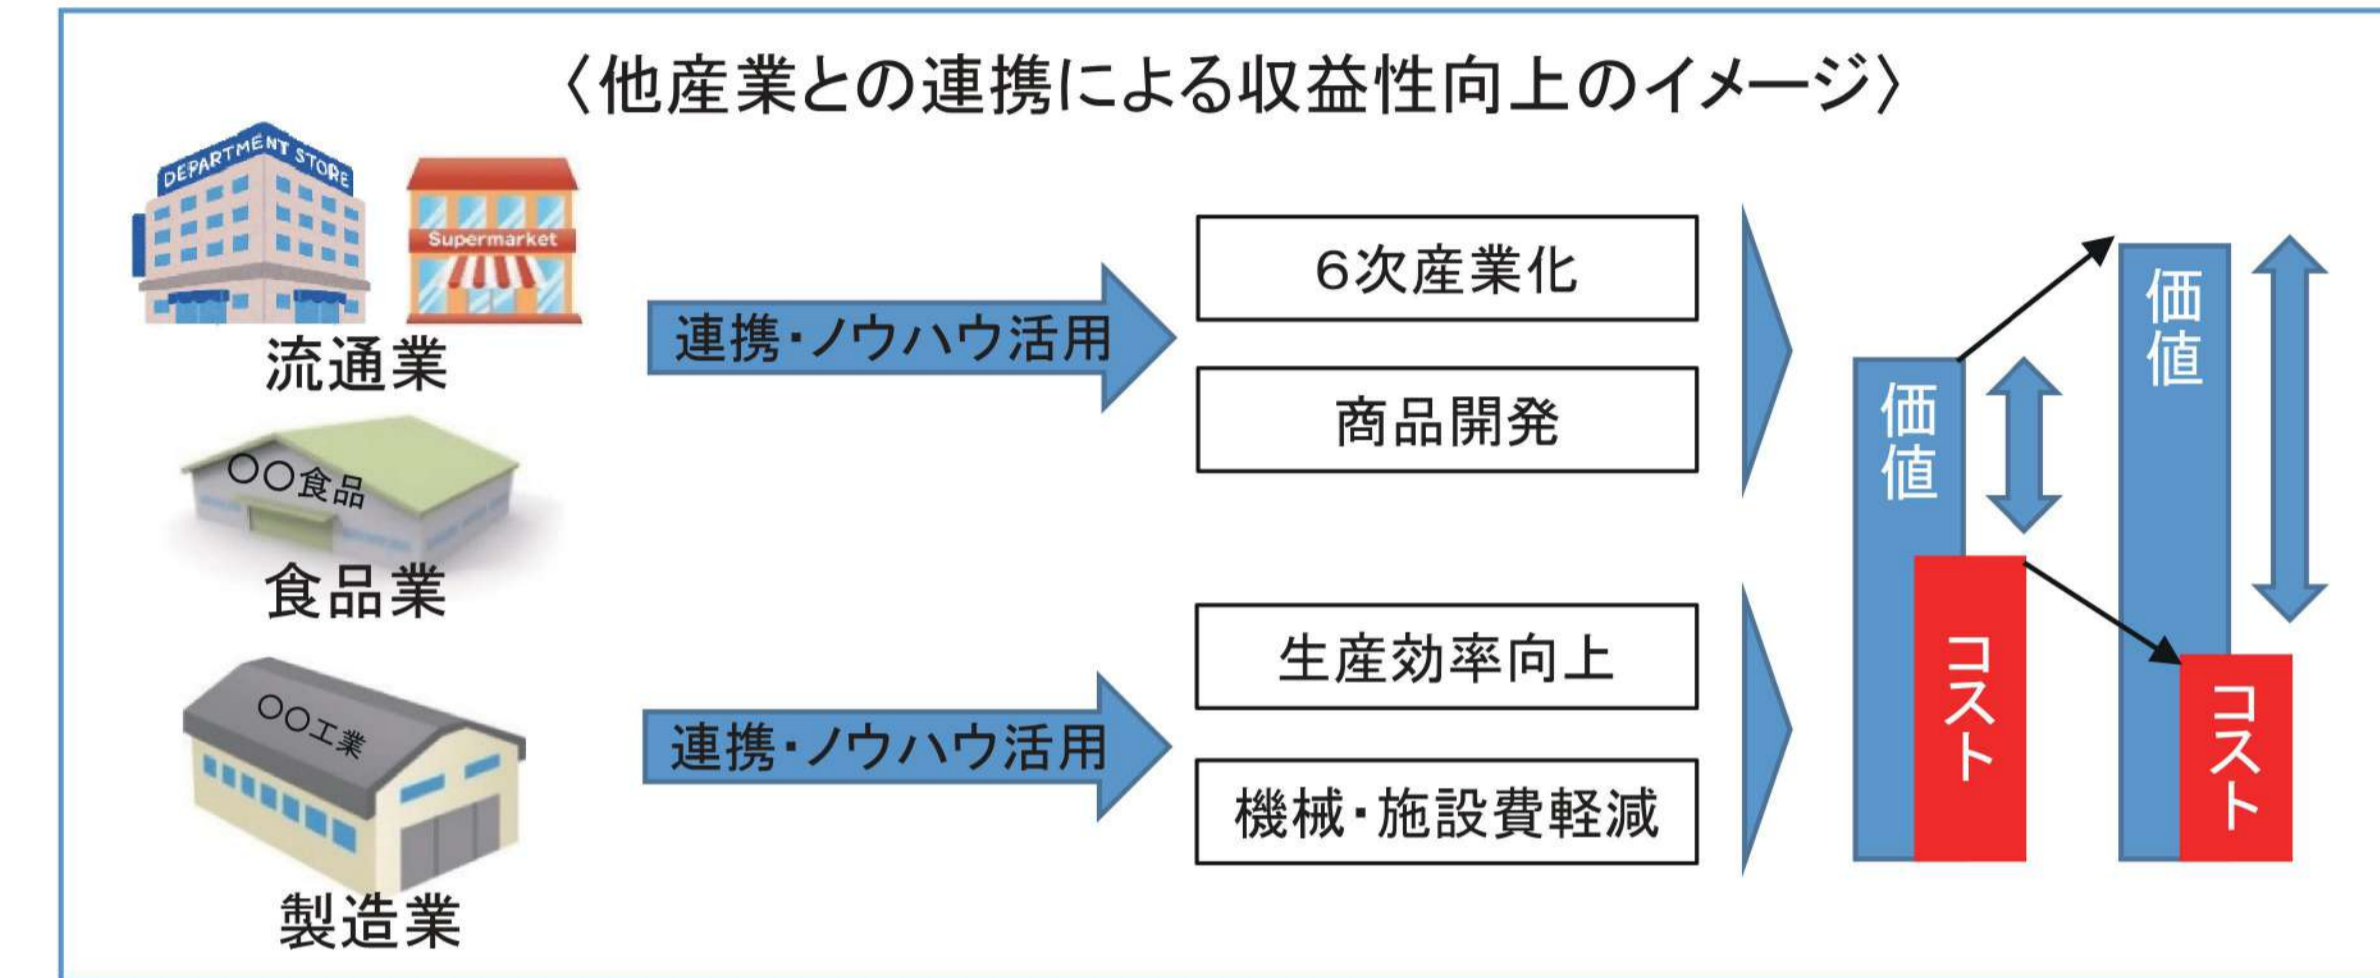 〈他産業との連携による収益性向上のイメージ〉
DEPARTMENT STORE
Supermarket
流通業
〇〇食品
食品業
〇〇工業
製造業
連携・ノウハウ活用
連携・ノウハウ活用
６次産業化
商品開発
生産効率向上
機械・施設費軽減
価値
コスト
価値
コスト